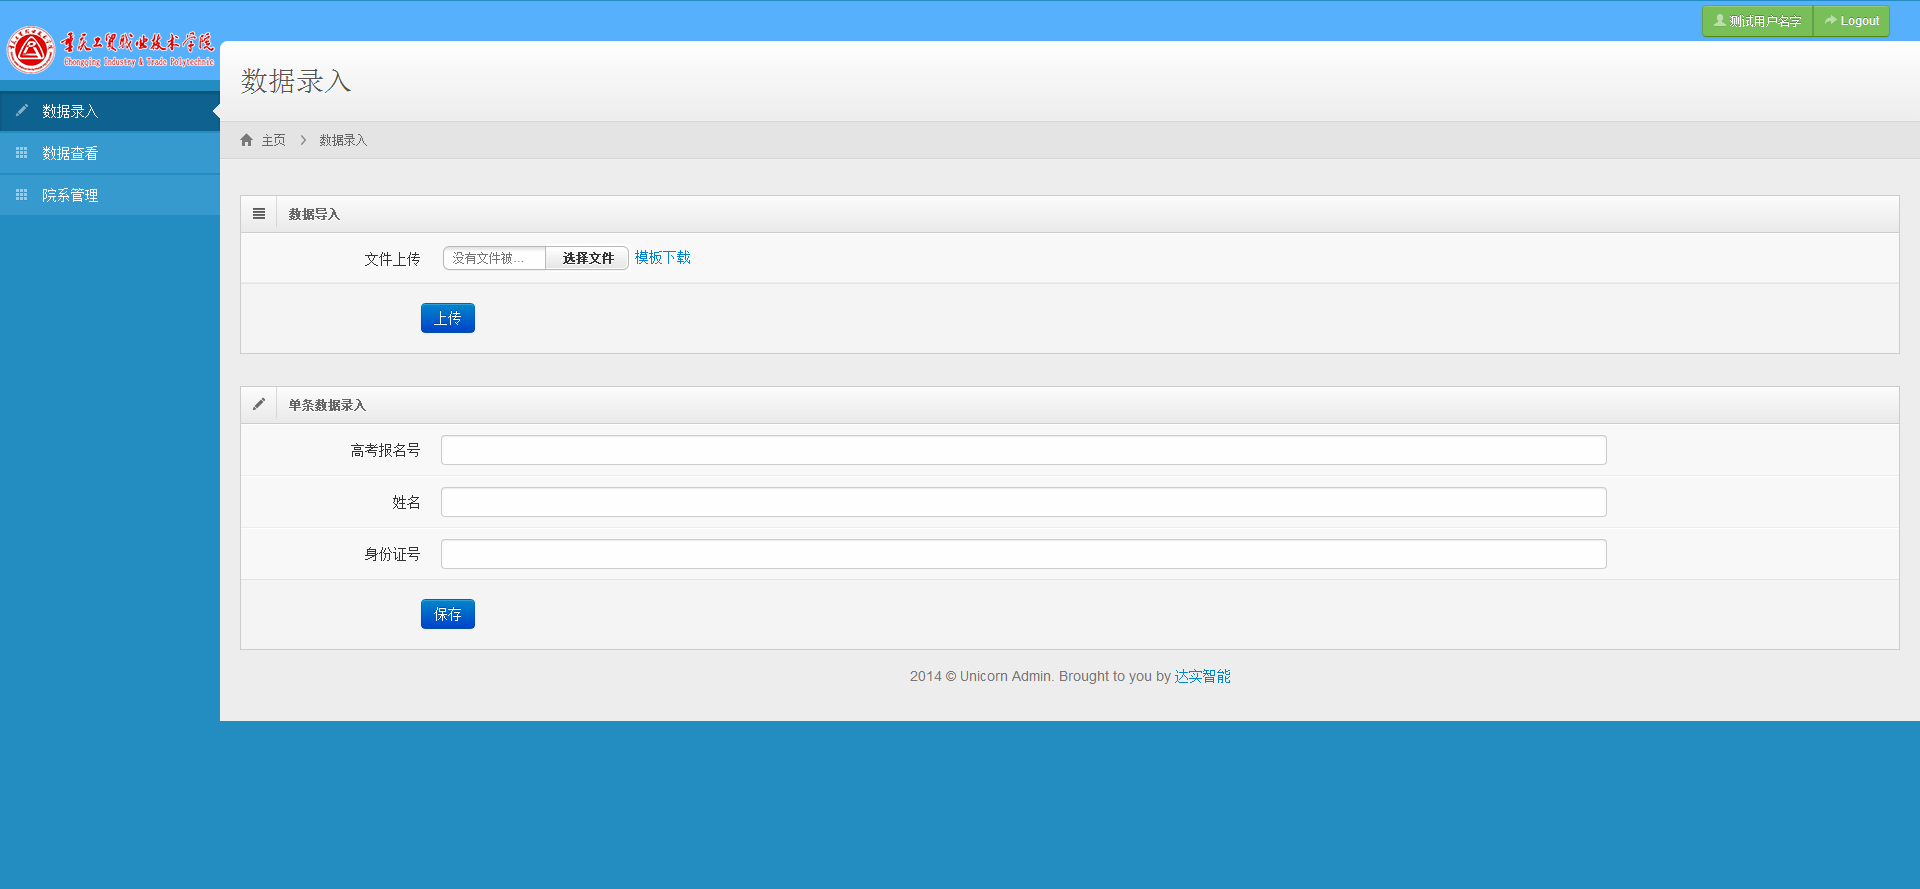 测试用户名字 Logout
重庆工贸职业技术学院
Chongqing Industry & Trade Polytechnic
数据录入
数据查看
院系管理
数据录入
主页 数据录入
数据导入
文件上传 没有文件被... 选择文件 模板下载
上传
单条数据录入
高考报名号
姓名
身份证号
保存
2014 © Unicorn Admin. Brought to you by 达实智能